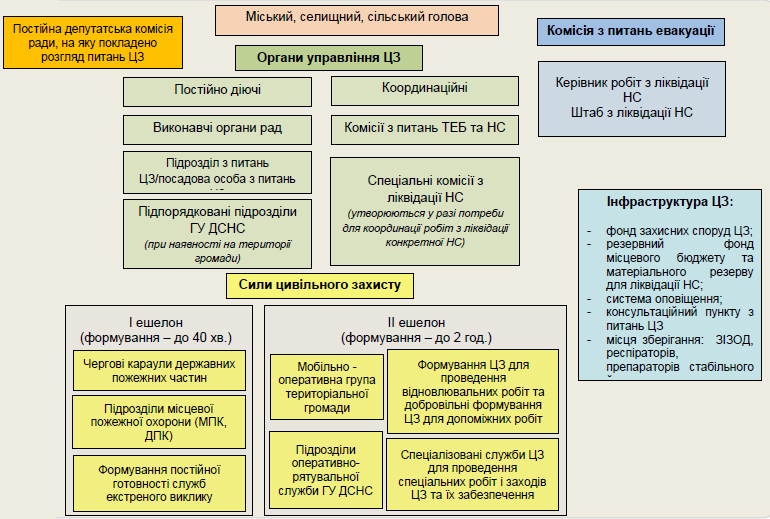 Міський, селищний, сільський голова
Постійна депутатська комісія
ради, на яку покладено
розгляд питань ЦЗ
Комісія з питань евакуації
Органи управління ЦЗ
Постійно діючі
Координаційні
Керівник робіт з ліквідації
НС
Штаб з ліквідації НС
Виконавчі органи рад
Комісії з питань ТЕБ та НС
Підрозділ з питань
ЦЗ/посадова особа з питань
Спеціальні комісії з
ліквідації НС
(утворюються у разі потреби
для координації робіт з ліквідації
конкретної НС)
Підпорядковані підрозділи
ГУ ДСНС
(при наявності на території
громади)
Інфраструктура ЦЗ:
- фонд захисних споруд ЦЗ;
- резервний фонд
місцевого бюджету та
матеріального резерву
для ліквідації НС;
- система оповіщення;
- консультаційний пункту з
питань ЦЗ
- місця зберігання: ЗІЗОД,
респіраторів,
препараторів стабільного
Сили цивільного захисту
І ешелон
(формування – до 40 хв.)
Чергові караули державних
пожежних частин
Підрозділи місцевої
пожежної охорони (МПК,
ДПК)
Формування постійної
готовності служб
екстреного виклику
ІІ ешелон
(формування – до 2 год.)
Мобільно -
оперативна група
територіальної
громади
Формування ЦЗ для
проведення
відновлювальних робіт та
добровільні формування
ЦЗ для допоміжних робіт
Підрозділи
оперативно-
рятувальної
служби ГУ ДСНС
Спеціалізовані служби ЦЗ
для проведення
спеціальних робіт і заходів
ЦЗ та їх забезпечення